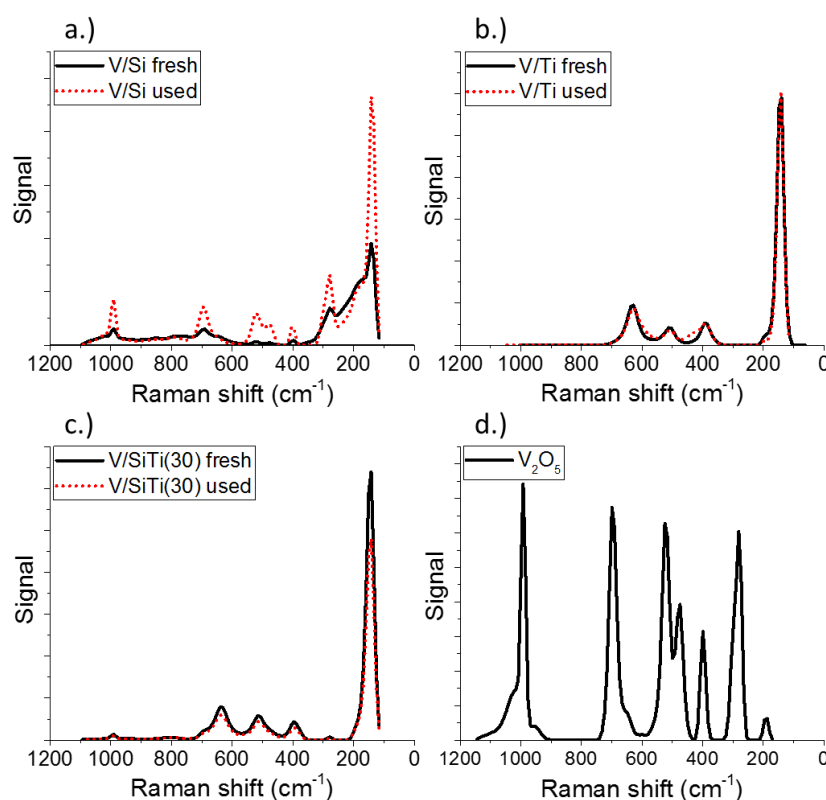 a.)
V/Si fresh
V/Si used
Signal
1200 1000 800 600 400 200 0
Raman shift (cm⁻¹)
b.)
V/Ti fresh
V/Ti used
Signal
1200 1000 800 600 400 200 0
Raman shift (cm⁻¹)
c.)
V/SiTi(30) fresh
V/SiTi(30) used
Signal
1200 1000 800 600 400 200 0
Raman shift (cm⁻¹)
d.)
V₂O₅
Signal
1200 1000 800 600 400 200 0
Raman shift (cm⁻¹)